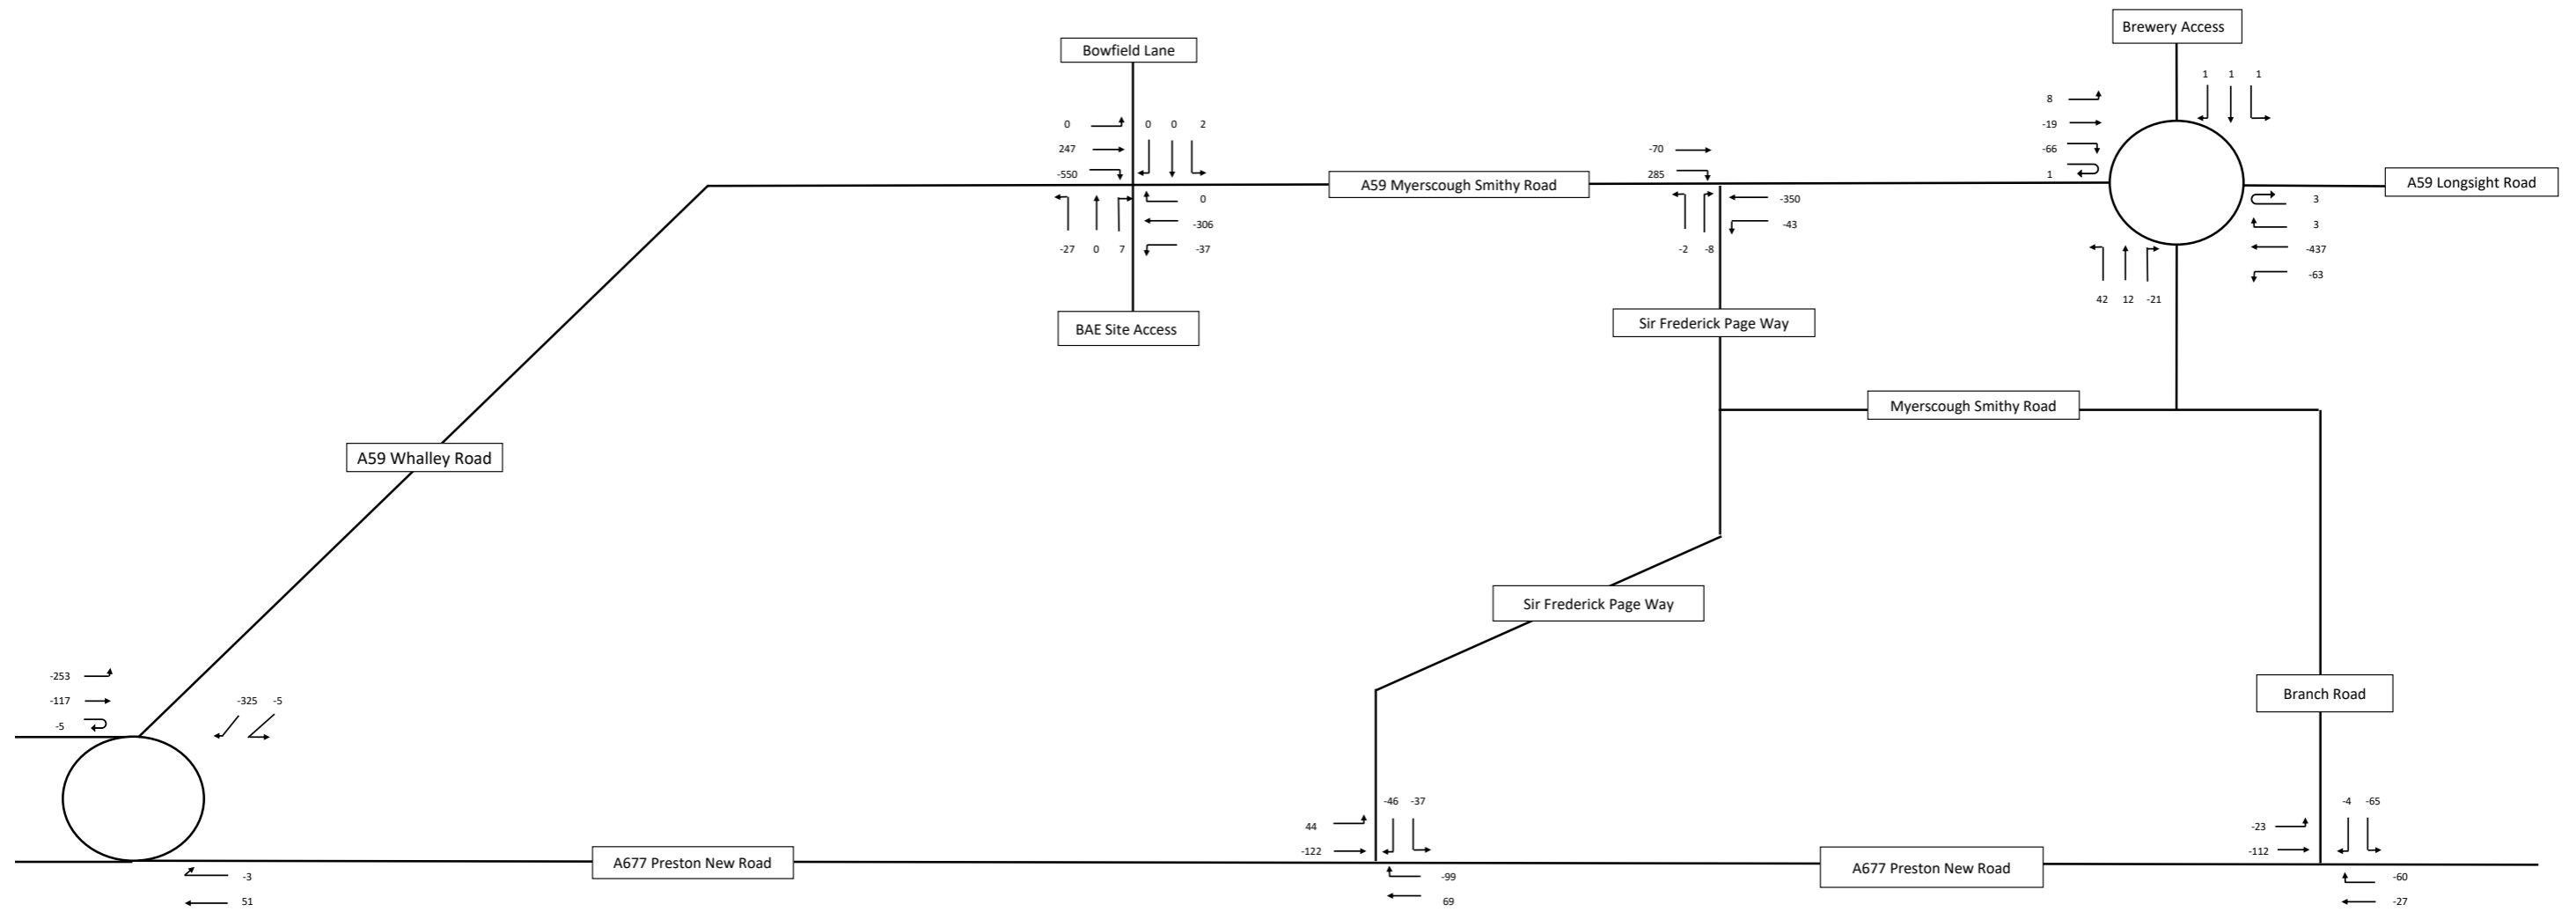 Brewery Access
Bowfield Lane
1 1 1
8
0 0 0 2
-19
247
-70
-66
-550
285
1
A59 Myerscough Smithy Road
A59 Longsight Road
0
-350
3
-306
-43
3
-27 0 7
-37
-2 -8
-437
-63
42 12 -21
BAE Site Access
Sir Frederick Page Way
Myerscough Smithy Road
A59 Whalley Road
Sir Frederick Page Way
-253
-117
-5
-325 -5
Branch Road
-46 -37
-4 -65
44
-23
-122
-112
A677 Preston New Road
A677 Preston New Road
-3
-99
-60
51
69
-27